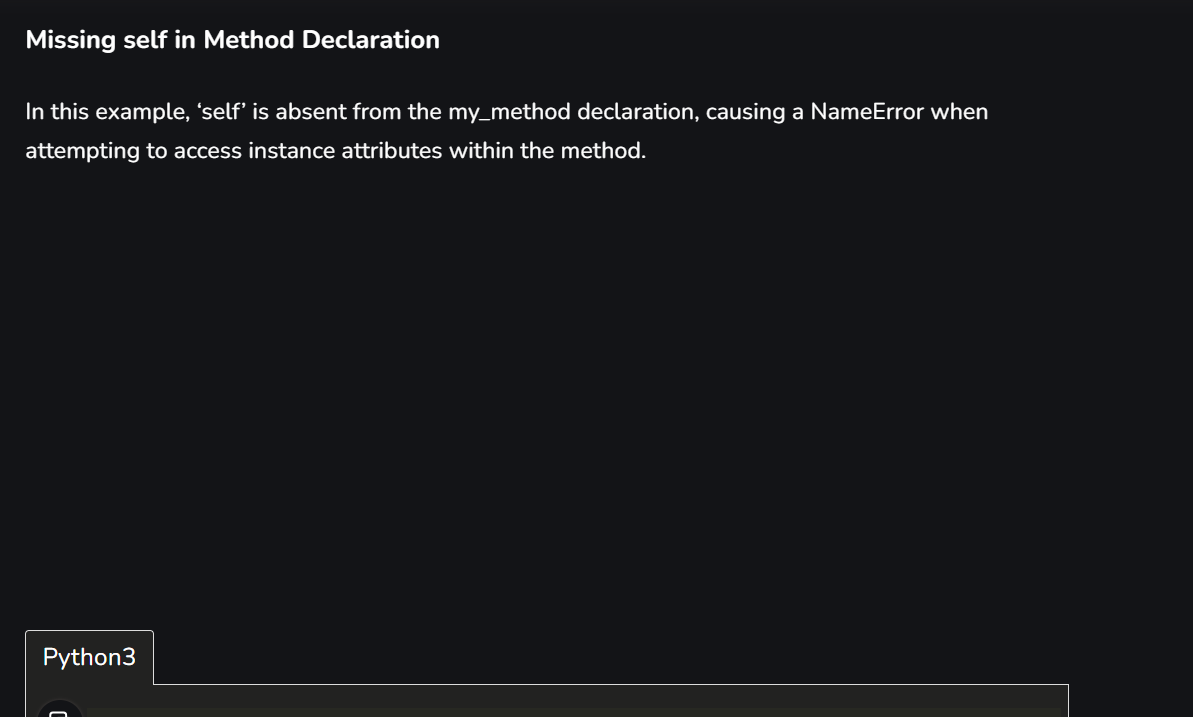 Missing self in Method Declaration
In this example, ‘self’ is absent from the my_method declaration, causing a NameError when
attempting to access instance attributes within the method.
Python3